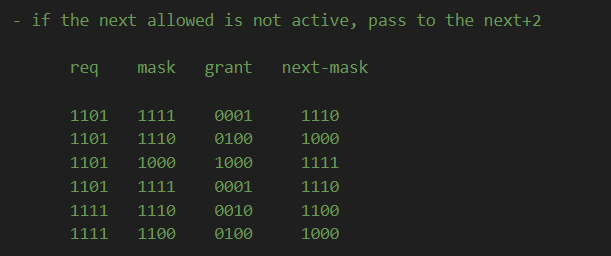 - if the next allowed is not active, pass to the next+2
req mask grant next-mask
1101 1111 0001 1110
1101 1110 0100 1000
1101 1000 1000 1111
1101 1111 0001 1110
1111 1110 0010 1100
1111 1100 0100 1000